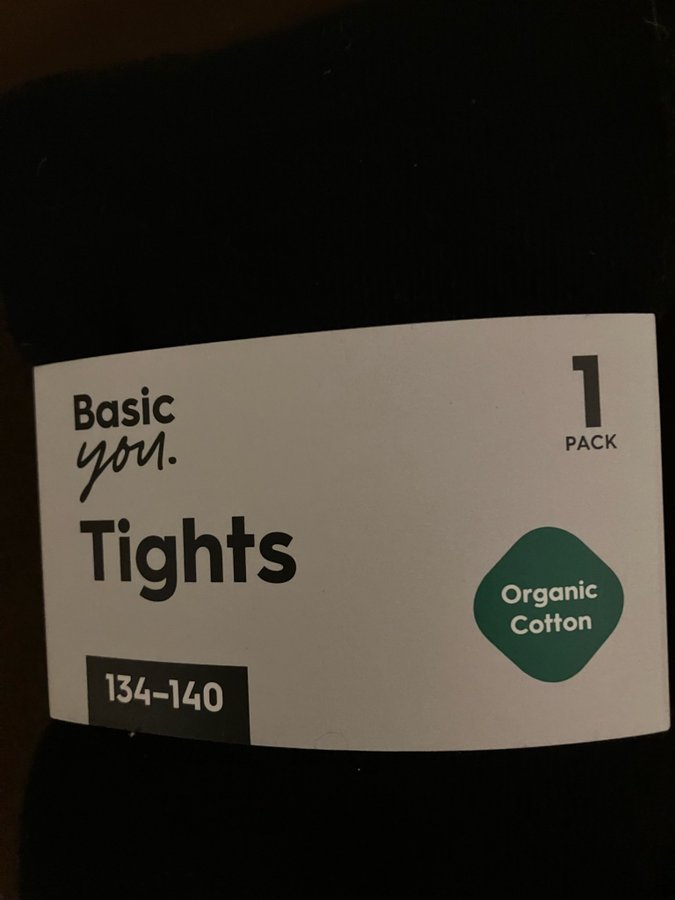 Basic
you.
1
PACK
Tights
Organic
Cotton
134–140